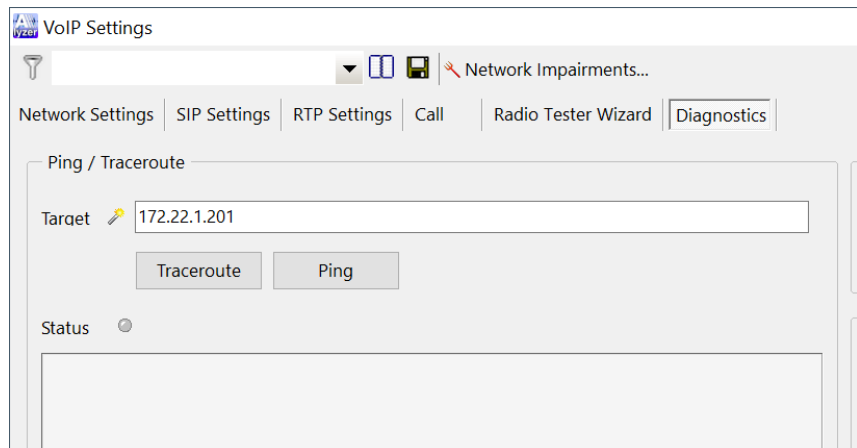 VoIP Settings
Network Impairments...
Network Settings SIP Settings RTP Settings Call Radio Tester Wizard Diagnostics
Ping / Traceroute
Target 172.22.1.201
Traceroute Ping
Status